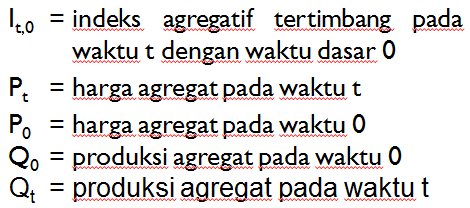 I_t,0 = indeks agregatif tertimbang pada
waktu t dengan waktu dasar 0
P_t = harga agregat pada waktu t
P_0 = harga agregat pada waktu 0
Q_0 = produksi agregat pada waktu 0
Q_t = produksi agregat pada waktu t